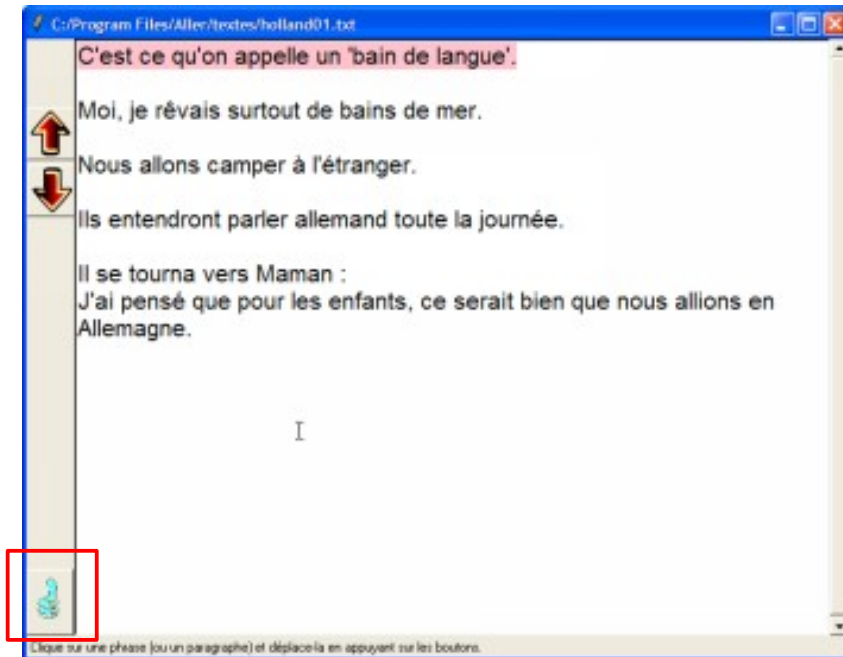 C:/Program Files/Aller/textes/holland01.txt
C'est ce qu'on appelle un 'bain de langue'.
Moi, je rêvais surtout de bains de mer.
Nous allons camper à l'étranger.
Ils entendront parler allemand toute la journée.
Il se tourna vers Maman :
J'ai pensé que pour les enfants, ce serait bien que nous allions en
Allemagne.
Clique sur une phrase (ou un paragraphe) et déplace-la en appuyant sur les boutons.